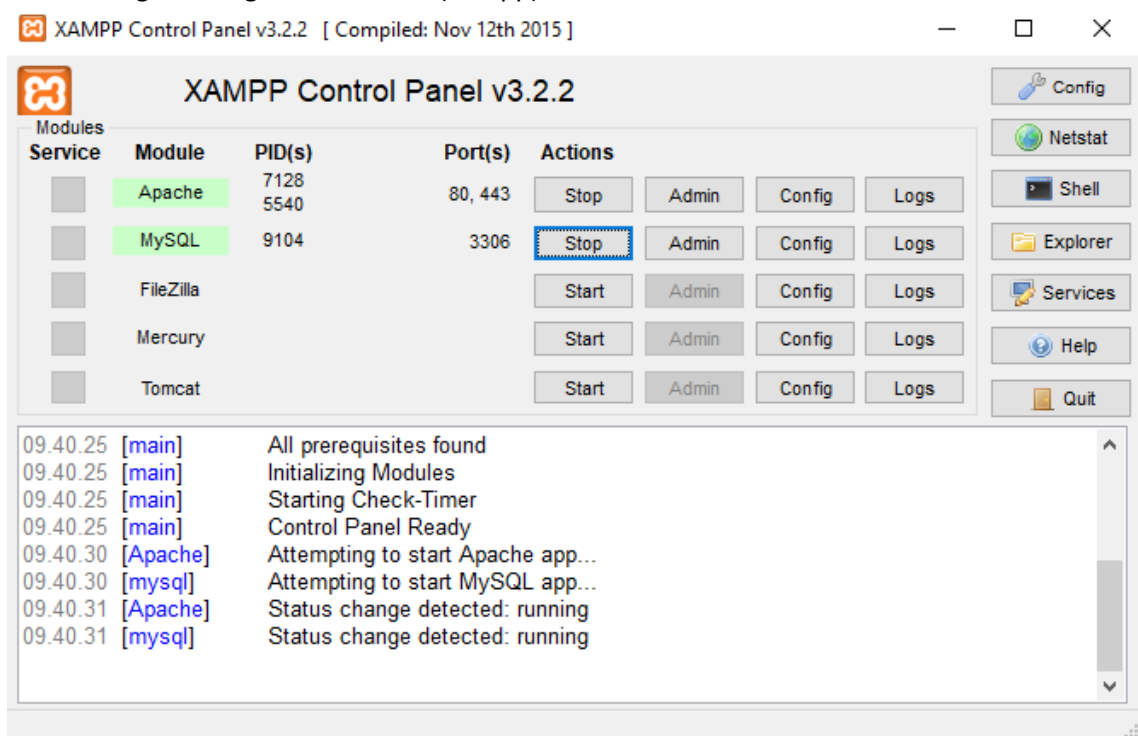 XAMPP Control Panel v3.2.2 [ Compiled: Nov 12th 2015 ]
XAMPP Control Panel v3.2.2
Config
Modules
Service Module PID(s) Port(s) Actions
Netstat
Apache 7128 5540 80, 443 Stop Admin Config Logs
Shell
MySQL 9104 3306 Stop Admin Config Logs
Explorer
FileZilla Start Admin Config Logs
Services
Mercury Start Admin Config Logs
Help
Tomcat Start Admin Config Logs
Quit
09.40.25 [main] All prerequisites found
09.40.25 [main] Initializing Modules
09.40.25 [main] Starting Check-Timer
09.40.25 [main] Control Panel Ready
09.40.30 [Apache] Attempting to start Apache app...
09.40.30 [mysql] Attempting to start MySQL app...
09.40.31 [Apache] Status change detected: running
09.40.31 [mysql] Status change detected: running